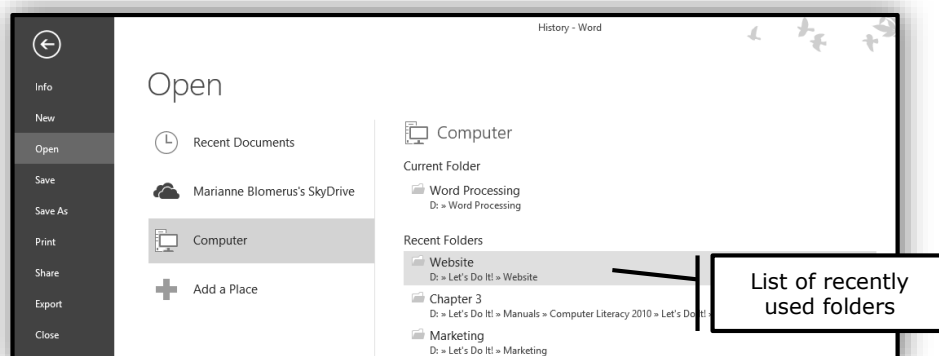 History - Word
Info
New
Open
Save
Save As
Print
Share
Export
Close
Open
Recent Documents
Marianne Blomerus's SkyDrive
Computer
Add a Place
Computer
Current Folder
Word Processing
D: » Word Processing
Recent Folders
Website
D: » Let's Do It! » Website
Chapter 3
D: » Let's Do It! » Manuals » Computer Literacy 2010 » Let's Do It! »
Marketing
D: » Let's Do It! » Marketing
List of recently
used folders